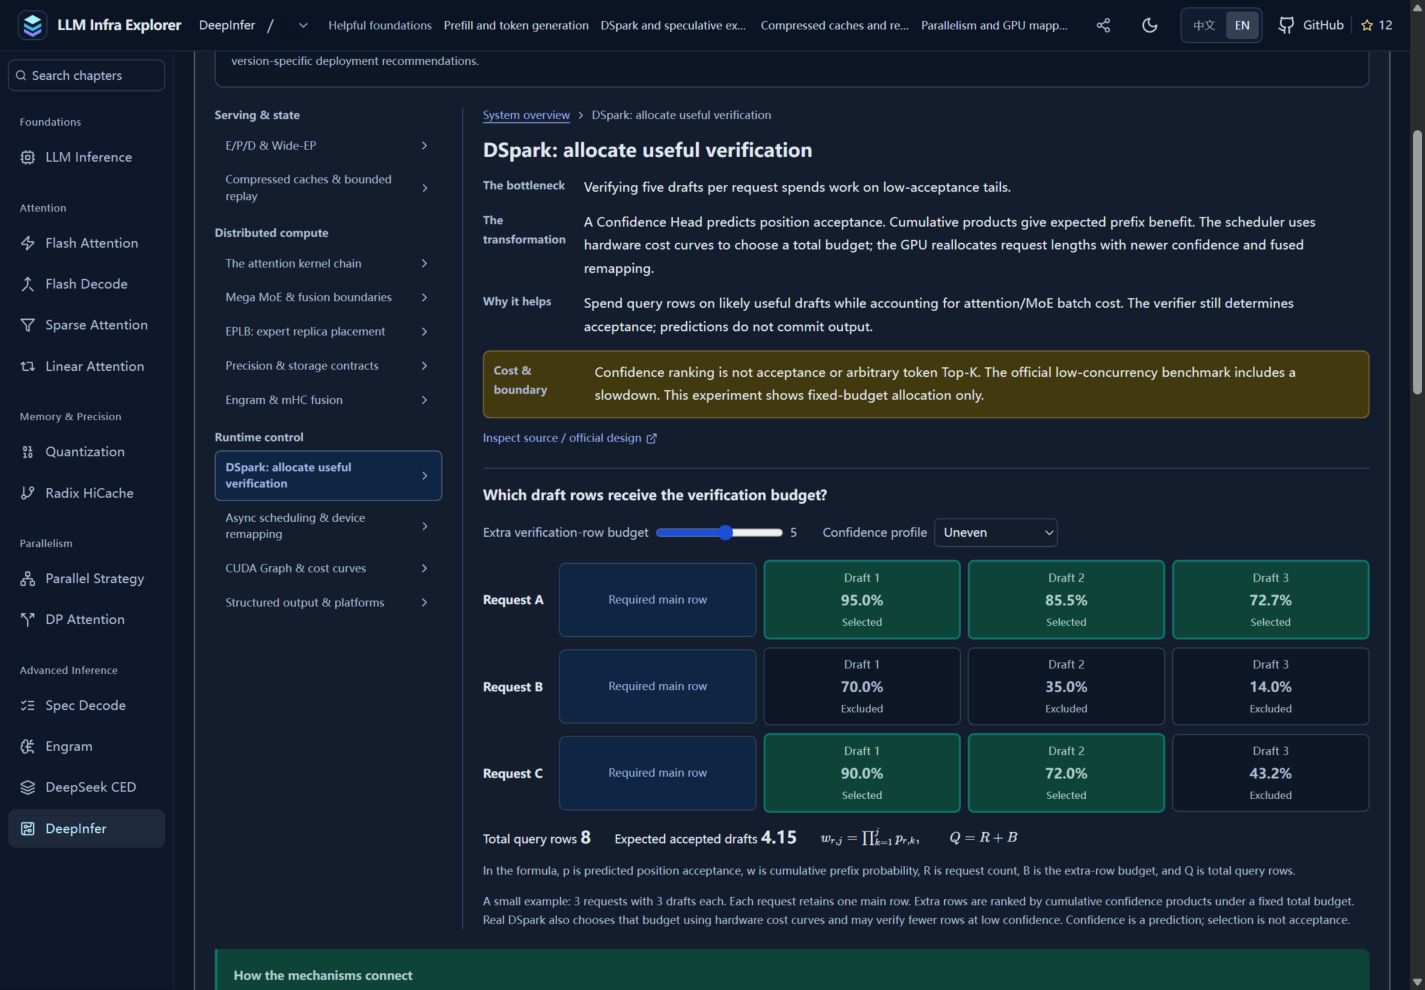 LLM Infra Explorer
DeepInfer /
Helpful foundations
Prefill and token generation
DSpark and speculative ex...
Compressed caches and re...
Parallelism and GPU mapp...
中文
EN
GitHub
12
Search chapters
Foundations
LLM Inference
Attention
Flash Attention
Flash Decode
Sparse Attention
Linear Attention
Memory & Precision
Quantization
Radix HiCache
Parallelism
Parallel Strategy
DP Attention
Advanced Inference
Spec Decode
Engram
DeepSeek CED
DeepInfer
version-specific deployment recommendations.
Serving & state
E/P/D & Wide-EP
Compressed caches & bounded
replay
Distributed compute
The attention kernel chain
Mega MoE & fusion boundaries
EPLB: expert replica placement
Precision & storage contracts
Engram & mHC fusion
Runtime control
DSpark: allocate useful
verification
Async scheduling & device
remapping
CUDA Graph & cost curves
Structured output & platforms
System overview > DSpark: allocate useful verification
DSpark: allocate useful verification
The bottleneck
Verifying five drafts per request spends work on low-acceptance tails.
The
transformation
A Confidence Head predicts position acceptance. Cumulative products give expected prefix benefit. The scheduler uses
hardware cost curves to choose a total budget; the GPU reallocates request lengths with newer confidence and fused
remapping.
Why it helps
Spend query rows on likely useful drafts while accounting for attention/MoE batch cost. The verifier still determines
acceptance; predictions do not commit output.
Cost &
boundary
Confidence ranking is not acceptance or arbitrary token Top-K. The official low-concurrency benchmark includes a
slowdown. This experiment shows fixed-budget allocation only.
Inspect source / official design
Which draft rows receive the verification budget?
Extra verification-row budget
5
Confidence profile
Uneven
Request A
Required main row
Draft 1
95.0%
Selected
Draft 2
85.5%
Selected
Draft 3
72.7%
Selected
Request B
Required main row
Draft 1
70.0%
Excluded
Draft 2
35.0%
Excluded
Draft 3
14.0%
Excluded
Request C
Required main row
Draft 1
90.0%
Selected
Draft 2
72.0%
Selected
Draft 3
43.2%
Excluded
Total query rows 8
Expected accepted drafts 4.15
w_{r,j} = ∏_{k=1}^{j} p_{r,k},
Q = R + B
In the formula, p is predicted position acceptance, w is cumulative prefix probability, R is request count, B is the extra-row budget, and Q is total query rows.
A small example: 3 requests with 3 drafts each. Each request retains one main row. Extra rows are ranked by cumulative confidence products under a fixed total budget.
Real DSpark also chooses that budget using hardware cost curves and may verify fewer rows at low confidence. Confidence is a prediction; selection is not acceptance.
How the mechanisms connect